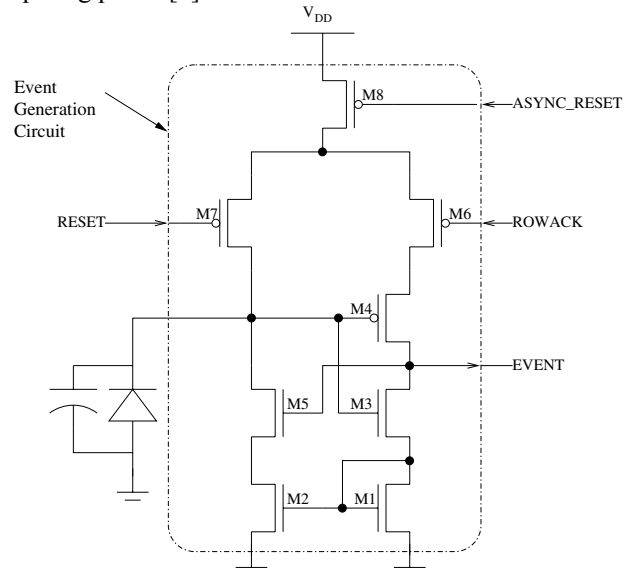 V_DD
Event
Generation
Circuit
M8
ASYNC_RESET
RESET
M7
M6
ROWACK
M4
EVENT
M5
M3
M2
M1